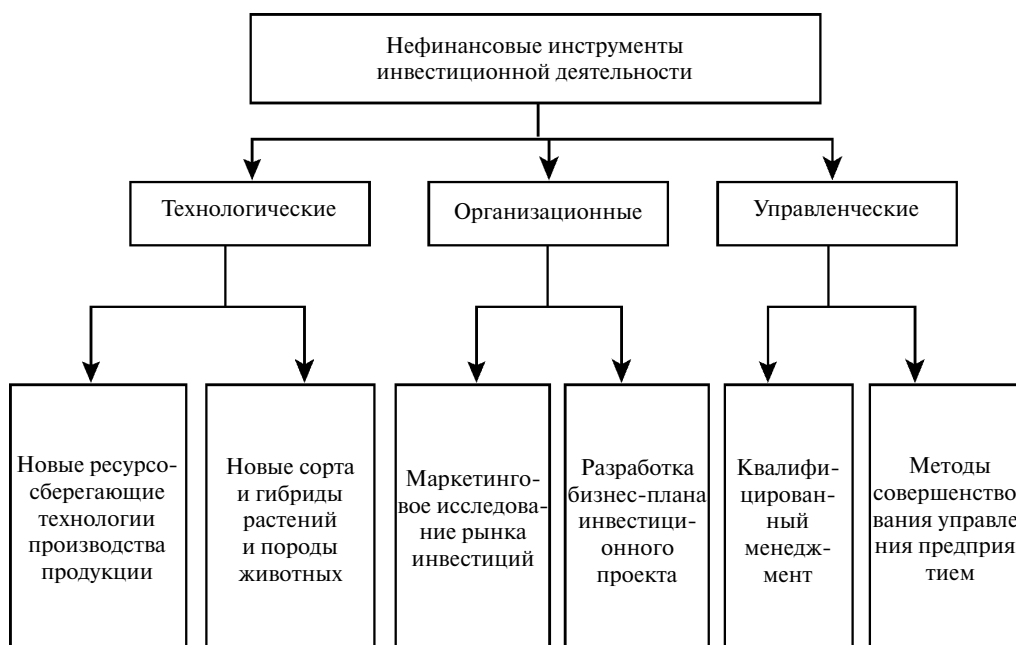 Нефинансовые инструменты
инвестиционной деятельности
Технологические
Организационные
Управленческие
Новые ресурсо-
сберегающие
технологии
производства
продукции
Новые сорта
и гибриды
растений
и породы
животных
Маркетинго-
вое исследова-
ние рынка
инвестиций
Разработка
бизнес-плана
инвестици-
онного
проекта
Квалифи-
цирован-
ный
менедж-
мент
Методы
совершенство
вания управле
ния предприя
тием